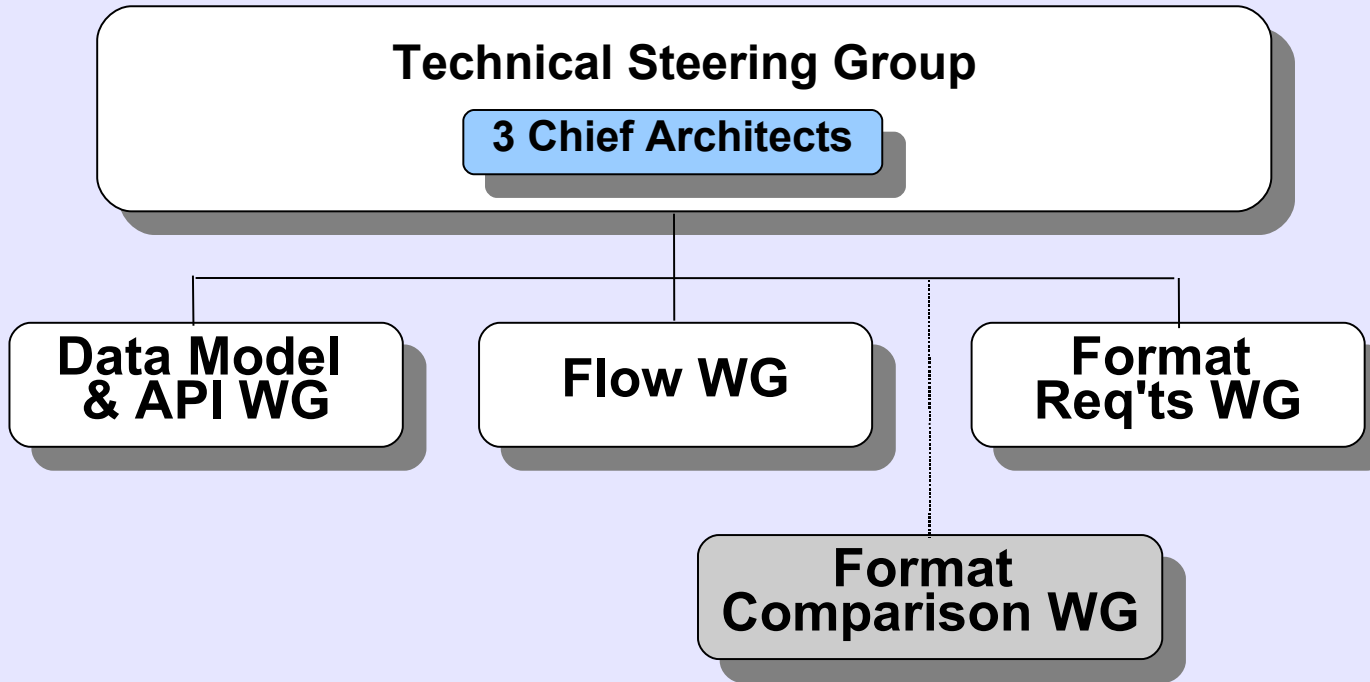 Technical Steering Group
3 Chief Architects
Data Model
& API WG
Flow WG
Format
Req'ts WG
Format
Comparison WG